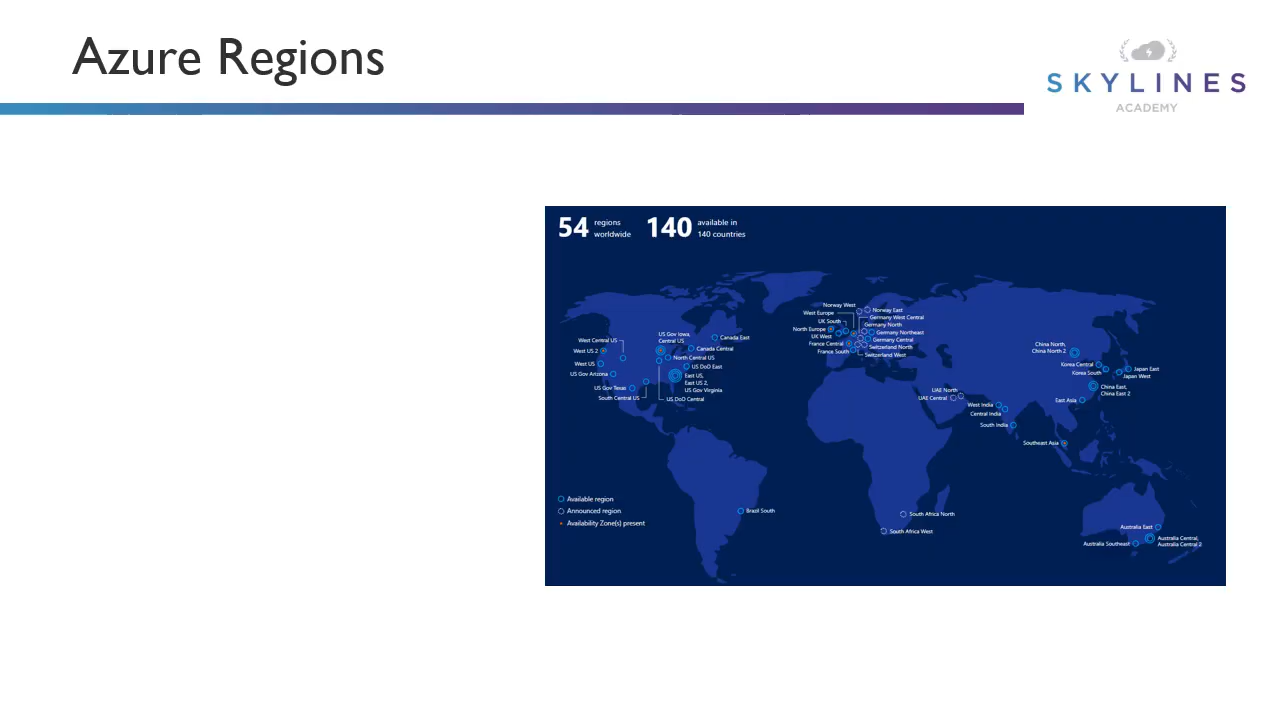 Azure Regions
SKYLINES
ACADEMY
54 regions worldwide
140 available in 140 countries
Norway West
Norway East
West Europe
Germany West Central
UK South
Germany North
North Europe
Germany Northeast
UK West
Germany Central
France Central
Switzerland North
France South
Switzerland West
West Central US
US Gov Iowa,
Central US
Canada East
West US 2
Canada Central
North Central US
West US
US DoD East
US Gov Arizona
East US,
East US 2,
US Gov Virginia
US Gov Texas
South Central US
US DoD Central
China North,
China North 2
Korea Central
Korea South
Japan East
Japan West
China East,
China East 2
East Asia
UAE North
UAE Central
West India
Central India
South India
Southeast Asia
Available region
Announced region
Availability Zone(s) present
Brazil South
South Africa North
South Africa West
Australia East
Australia Central,
Australia Central 2
Australia Southeast